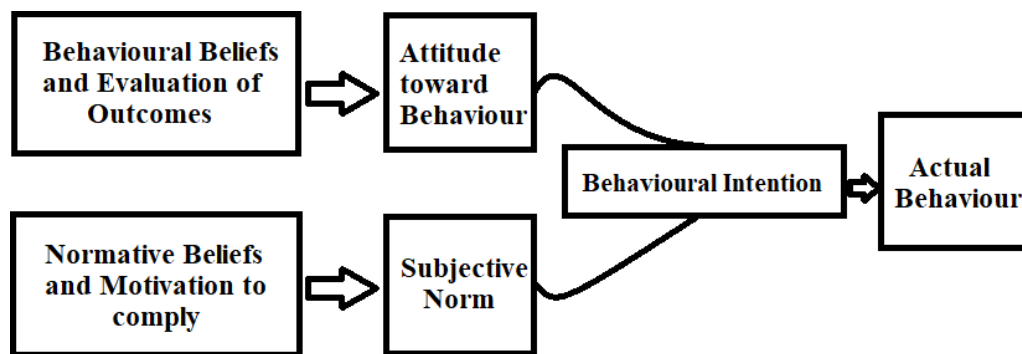 Behavioural Beliefs
and Evaluation of
Outcomes
Attitude
toward
Behaviour
Normative Beliefs
and Motivation to
comply
Subjective
Norm
Behavioural Intention
Actual
Behaviour